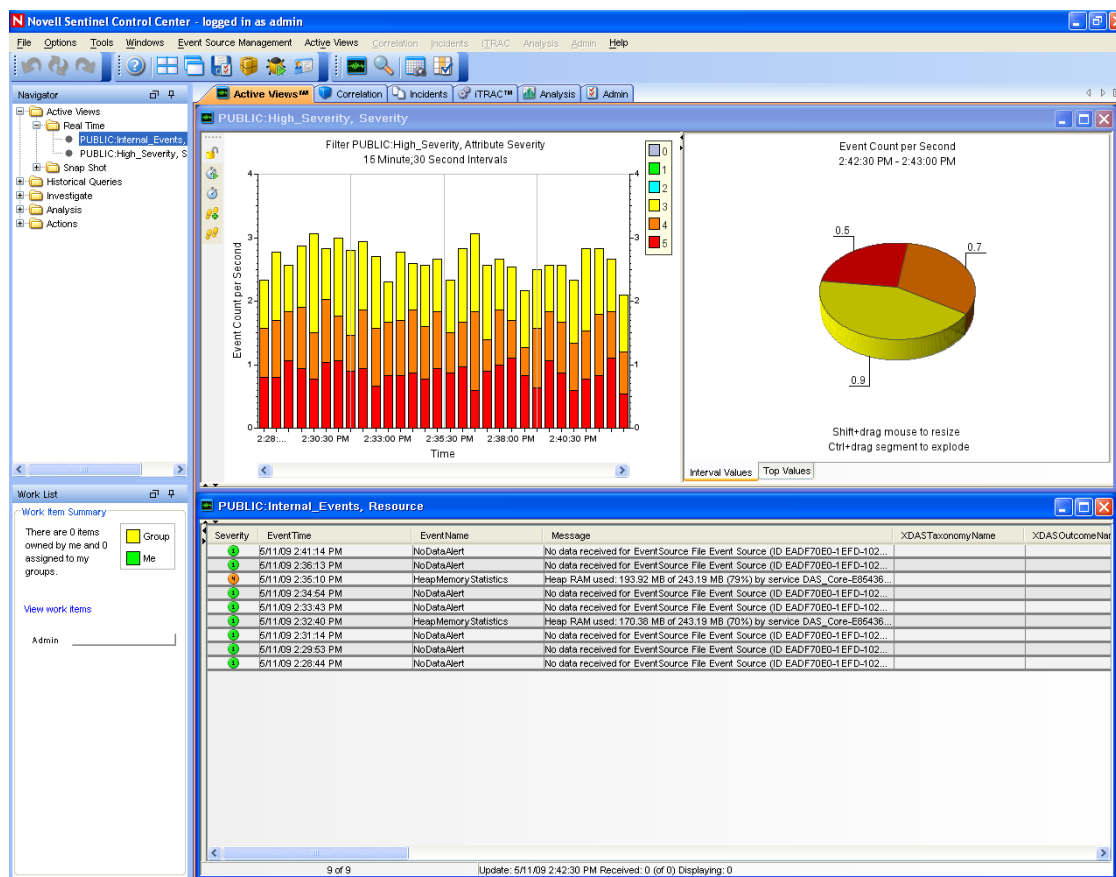 Novell Sentinel Control Center - logged in as admin
File Options Tools Windows Event Source Management Active Views Correlation Incidents iTRAC Analysis Admin Help
Navigator
Active Views
Real Time
PUBLIC:Internal_Events,
PUBLIC:High_Severity, S
Snap Shot
Historical Queries
Investigate
Analysis
Actions
Active Views℠ Correlation Incidents iTRAC™ Analysis Admin
PUBLIC:High_Severity, Severity
Filter PUBLIC:High_Severity, Attribute Severity
15 Minute;30 Second Intervals
Event Count per Second
4
3
2
1
0
4
3
2
1
0
2:28:... 2:30:30 PM 2:33:00 PM 2:35:30 PM 2:38:00 PM 2:40:30 PM
Time
0
1
2
3
4
5
Event Count per Second
2:42:30 PM - 2:43:00 PM
0.5
0.7
0.9
Shift+drag mouse to resize
Ctrl+drag segment to explode
Interval Values Top Values
Work List
Work Item Summary
There are 0 items
owned by me and 0
assigned to my
groups.
Group
Me
View work items
Admin
PUBLIC:Internal_Events, Resource
Severity EventTime EventName Message XDASTaxonomyName XDASOutcomeNar
1 5/11/09 2:41:14 PM NoDataAlert No data received for EventSource File Event Source (ID EADF70E0-1EFD-102...
1 5/11/09 2:36:13 PM NoDataAlert No data received for EventSource File Event Source (ID EADF70E0-1EFD-102...
4 5/11/09 2:35:10 PM HeapMemoryStatistics Heap RAM used: 193.92 MB of 243.19 MB (79%) by service DAS_Core-E85436...
1 5/11/09 2:34:54 PM NoDataAlert No data received for EventSource File Event Source (ID EADF70E0-1EFD-102...
1 5/11/09 2:33:43 PM NoDataAlert No data received for EventSource File Event Source (ID EADF70E0-1EFD-102...
1 5/11/09 2:32:40 PM HeapMemoryStatistics Heap RAM used: 170.38 MB of 243.19 MB (70%) by service DAS_Core-E85436...
1 5/11/09 2:31:14 PM NoDataAlert No data received for EventSource File Event Source (ID EADF70E0-1EFD-102...
1 5/11/09 2:29:53 PM NoDataAlert No data received for EventSource File Event Source (ID EADF70E0-1EFD-102...
1 5/11/09 2:28:44 PM NoDataAlert No data received for EventSource File Event Source (ID EADF70E0-1EFD-102...
9 of 9 Update: 5/11/09 2:42:30 PM Received: 0 (of 0) Displaying: 0